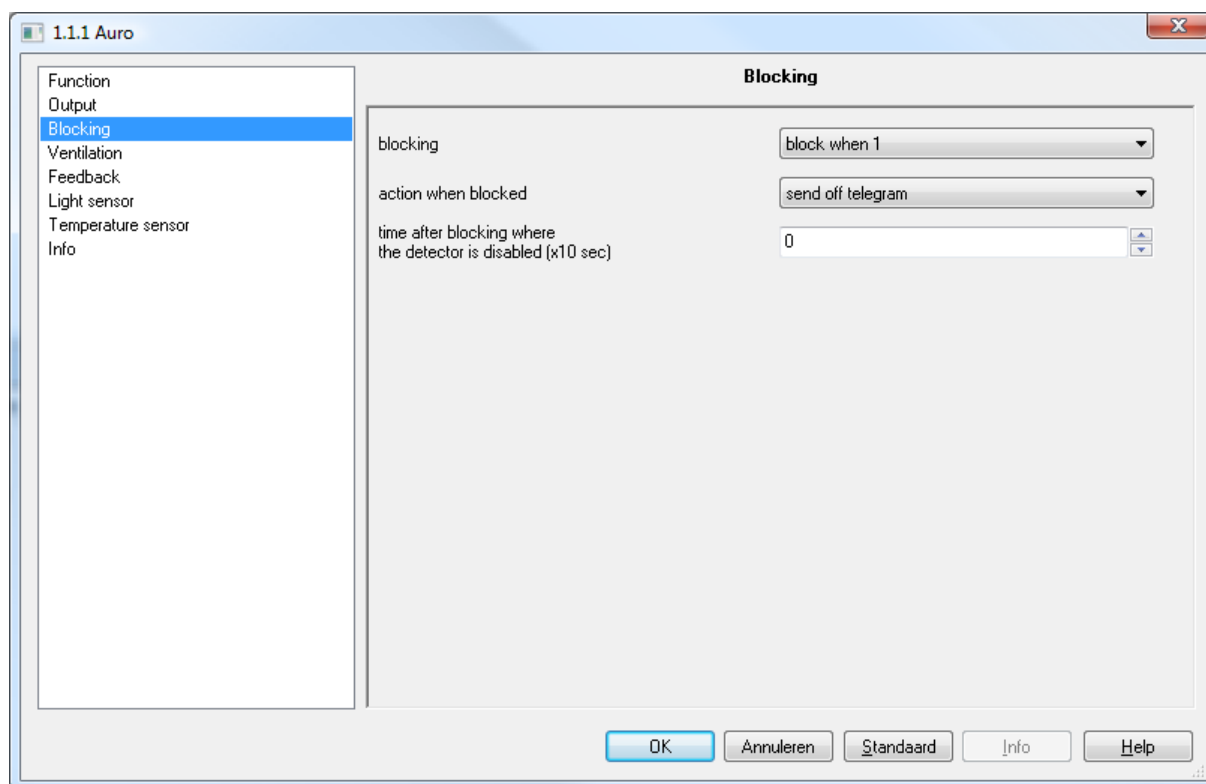 1.1.1 Auro
Function
Output
Blocking
Ventilation
Feedback
Light sensor
Temperature sensor
Info
Blocking
blocking
block when 1
action when blocked
send off telegram
time after blocking where
the detector is disabled (x10 sec)
0
OK
Annuleren
Standaard
Info
Help